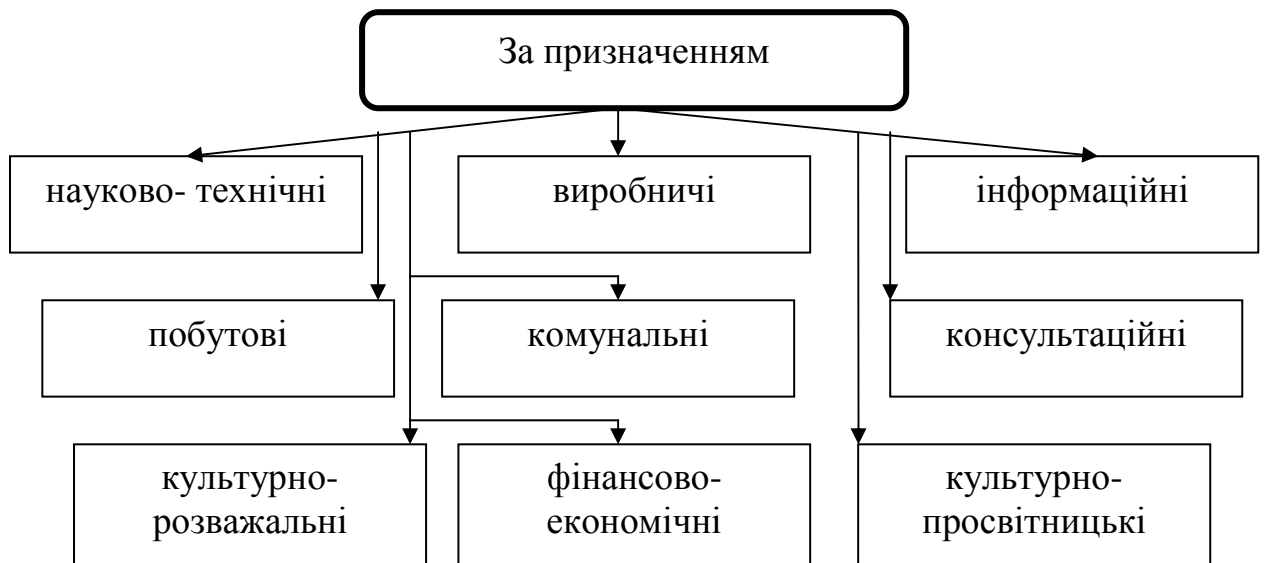 За призначенням
науково- технічні
виробничі
інформаційні
побутові
комунальні
консультаційні
культурно-
розважальні
фінансово-
економічні
культурно-
просвітницькі